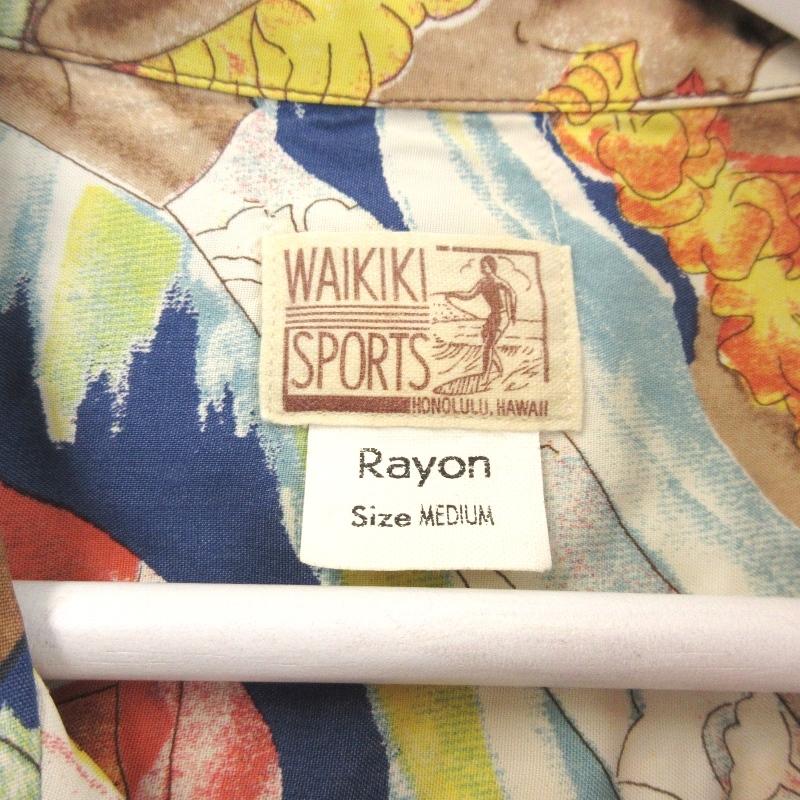 WAIKIKI
SPORTS
HONOLULU, HAWAII
Rayon
Size MEDIUM